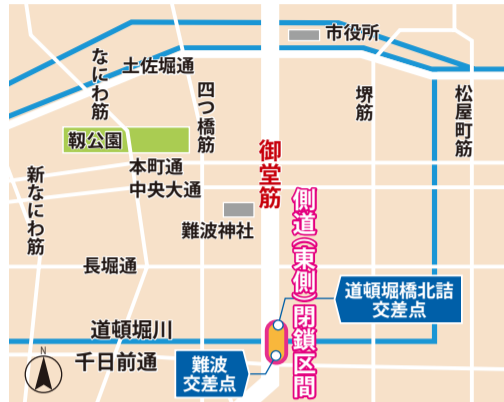 市役所
土佐堀通
なにわ筋
四つ橋筋
堺筋
松屋町筋
靱公園
御堂筋
本町通
中央大通
新なにわ筋
難波神社
側道(東側)閉鎖区間
長堀通
道頓堀橋北詰
交差点
道頓堀川
千日前通
難波
交差点
N